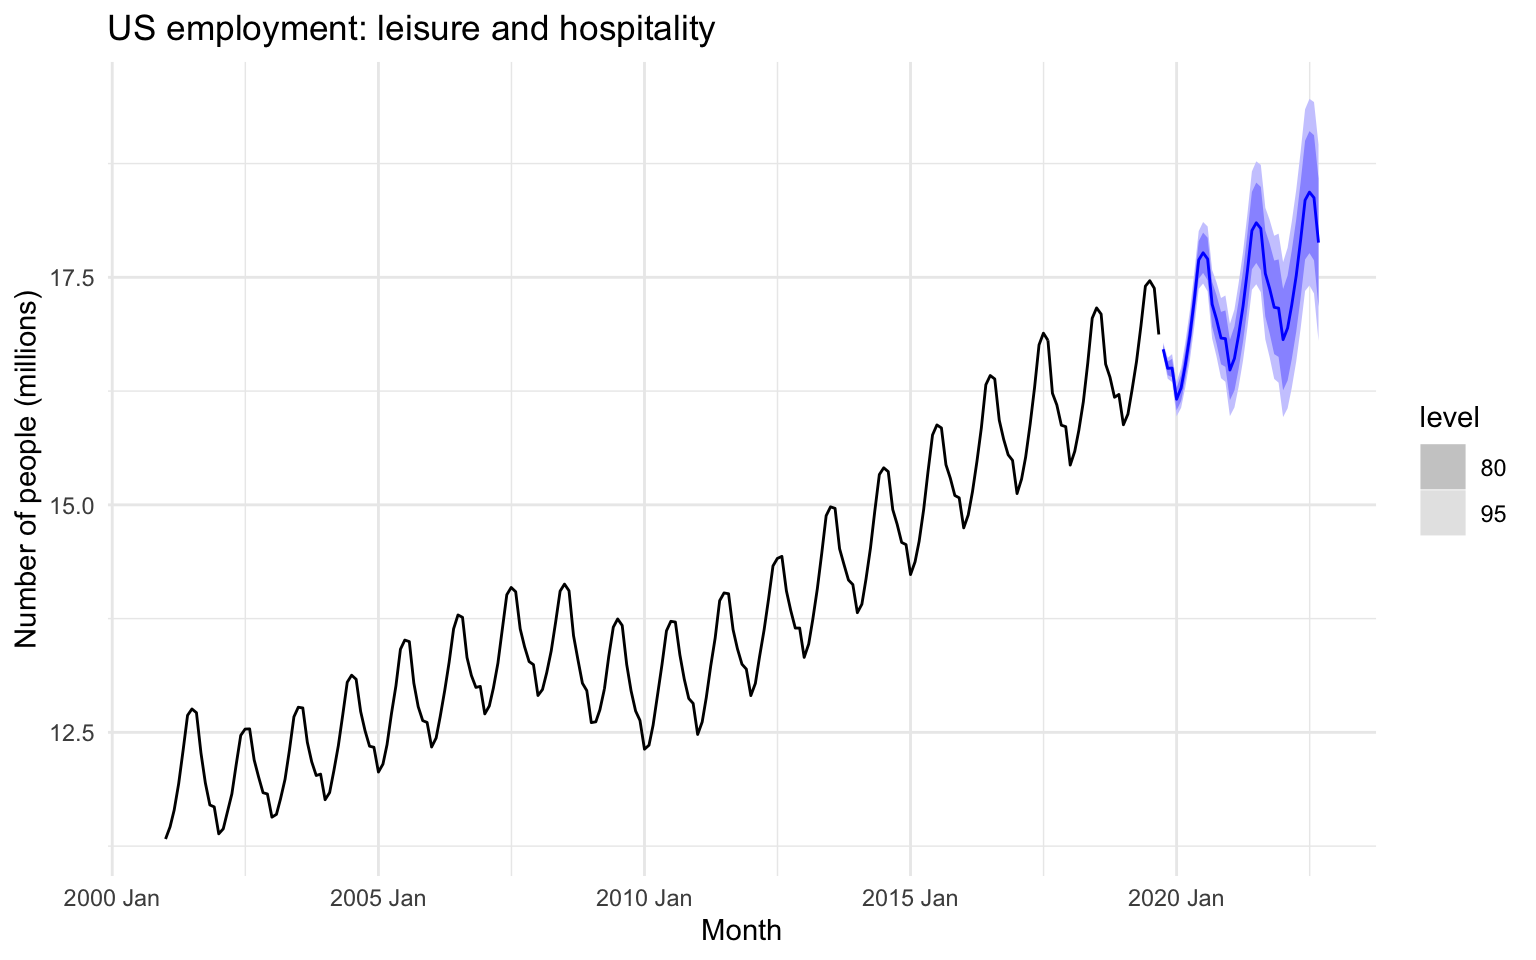 US employment: leisure and hospitality
Number of people (millions)
17.5
15.0
12.5
2000 Jan
2005 Jan
2010 Jan
2015 Jan
2020 Jan
Month
level
80
95